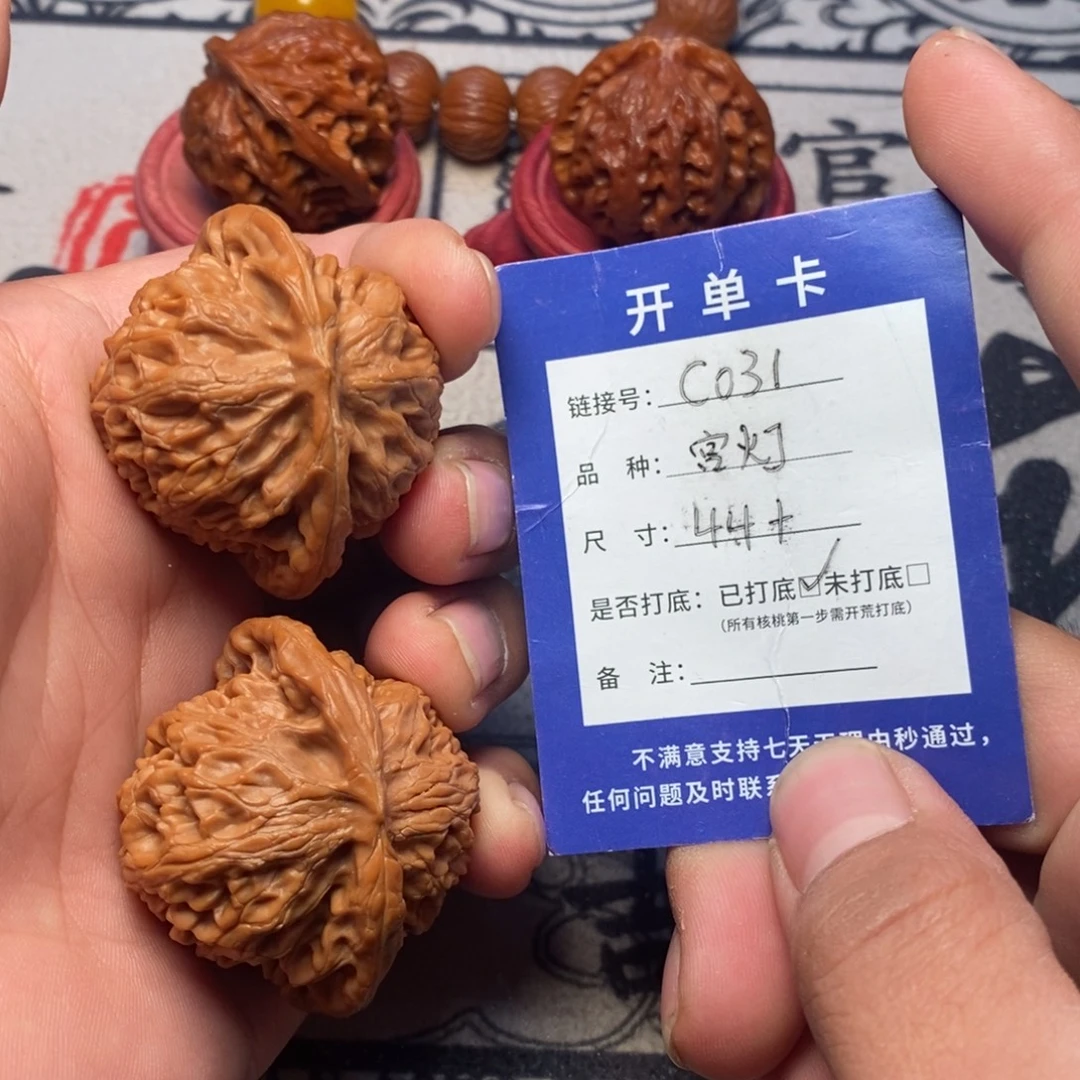 官
开单卡
链接号： C031
品 种： 宫灯
尺 寸： 44+
是否打底：已打底☑未打底☐
（所有核桃第一步需开荒打底）
备 注：
不满意支持七天无理由秒通过，
任何问题及时联系